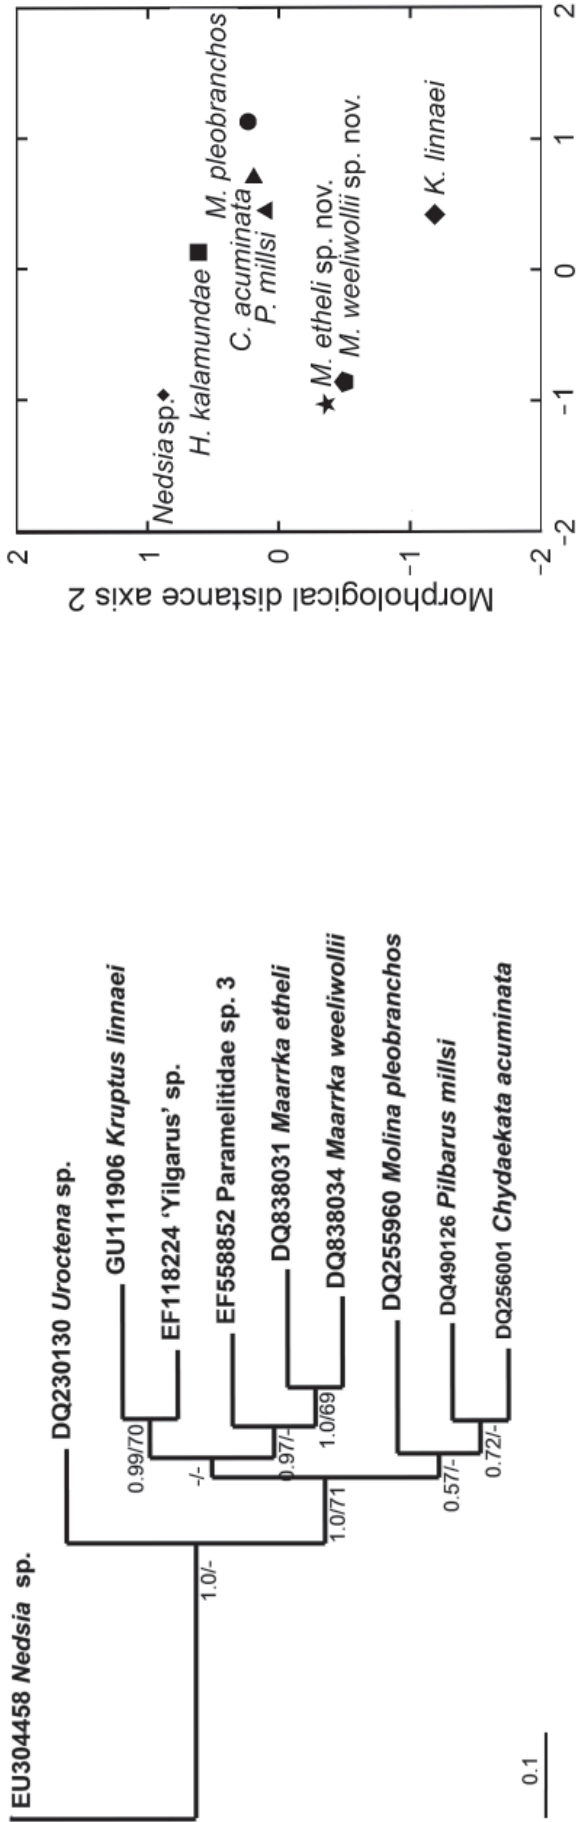 EU304458 Nedsia sp.
DQ230130 Uroctena sp.
GU111906 Kruptus linnaei
EF118224 ‘Yilgarus’ sp.
EF558852 Paramelitidae sp. 3
DQ838031 Maarrka etheli
DQ838034 Maarrka weeliwollii
DQ255960 Molina pleobranchos
DQ490126 Pilbarus millsi
DQ256001 Chydaekata acuminata
0.99/70
-/-
0.97/-
1.0/69
1.0/-
1.0/71
0.57/-
0.72/-
0.1
Morphological distance axis 2
2
1
0
-1
-2
Nedsia sp.
H. kalamundae
M. pleobranchos
C. acuminata
P. millsi
M. etheli sp. nov.
M. weeliwollii sp. nov.
K. linnaei
-2
-1
0
1
2